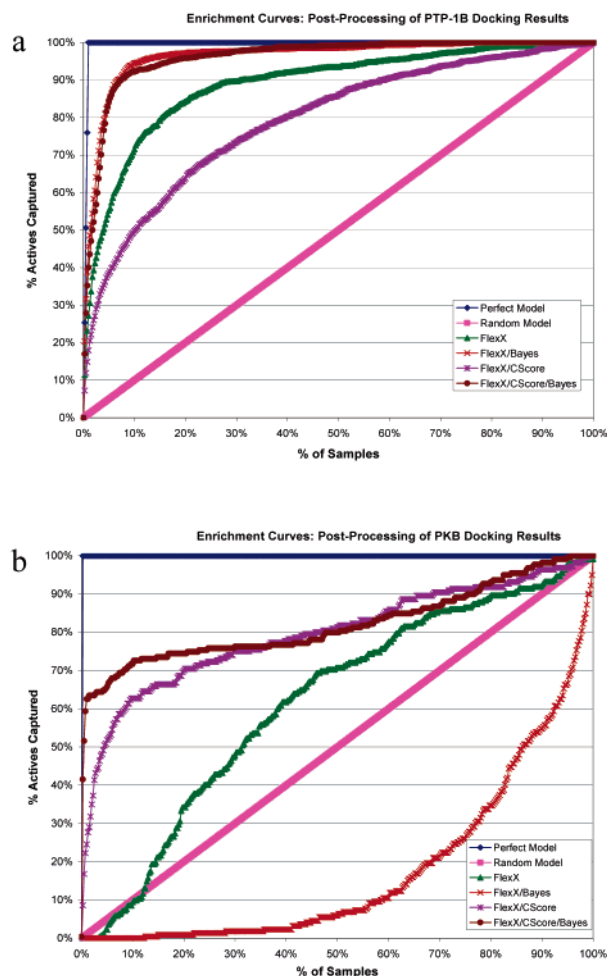 Enrichment Curves: Post-Processing of PTP-1B Docking Results
a
100%
90%
80%
70%
60%
50%
40%
30%
20%
10%
0%
% Actives Captured
Perfect Model
Random Model
FlexX
FlexX/Bayes
FlexX/CScore
FlexX/CScore/Bayes
0% 10% 20% 30% 40% 50% 60% 70% 80% 90% 100%
% of Samples
Enrichment Curves: Post-Processing of PKB Docking Results
b
100%
90%
80%
70%
60%
50%
40%
30%
20%
10%
0%
% Actives Captured
Perfect Model
Random Model
FlexX
FlexX/Bayes
FlexX/CScore
FlexX/CScore/Bayes
0% 10% 20% 30% 40% 50% 60% 70% 80% 90% 100%
% of Samples